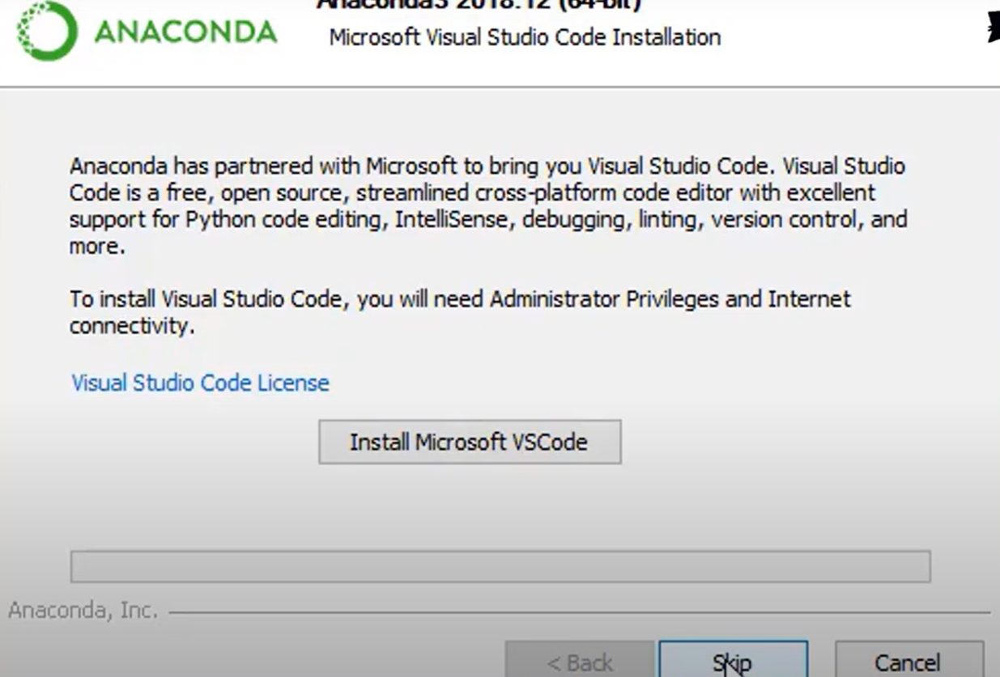 Anaconda3 2018.12 (64-bit)
ANACONDA
Microsoft Visual Studio Code Installation
Anaconda has partnered with Microsoft to bring you Visual Studio Code. Visual Studio
Code is a free, open source, streamlined cross-platform code editor with excellent
support for Python code editing, IntelliSense, debugging, linting, version control, and
more.
To install Visual Studio Code, you will need Administrator Privileges and Internet
connectivity.
Visual Studio Code License
Install Microsoft VSCode
Anaconda, Inc.
< Back
Skip
Cancel